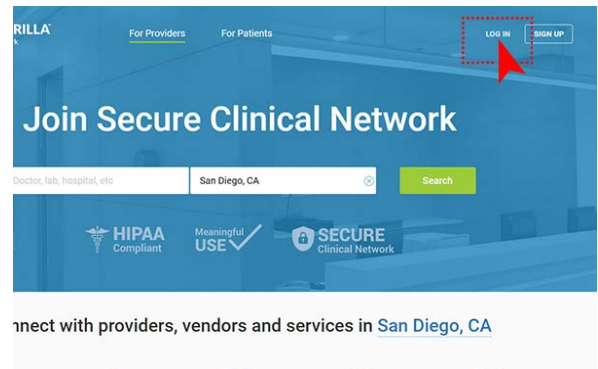 RILLA
For Providers
For Patients
LOG IN
SIGN UP
Join Secure Clinical Network
Doctor, lab, hospital, etc
San Diego, CA
Search
HIPAA
Compliant
Meaningful
USE
SECURE
Clinical Network
nnect with providers, vendors and services in San Diego, CA